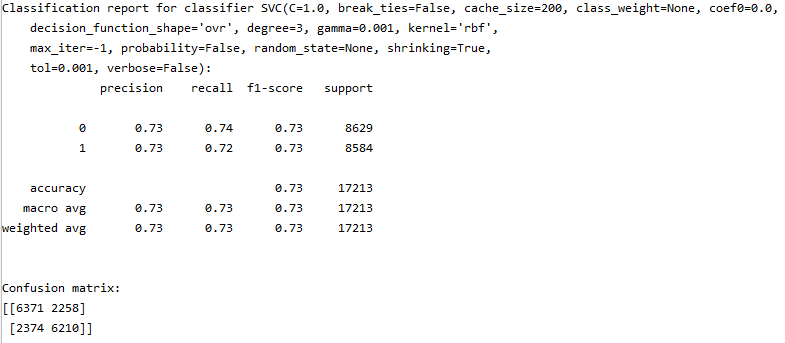 Classification report for classifier SVC(C=1.0, break_ties=False, cache_size=200, class_weight=None, coef0=0.0,
    decision_function_shape='ovr', degree=3, gamma=0.001, kernel='rbf',
    max_iter=-1, probability=False, random_state=None, shrinking=True,
    tol=0.001, verbose=False):
              precision    recall  f1-score   support

           0       0.73      0.74      0.73      8629
           1       0.73      0.72      0.73      8584

    accuracy                           0.73     17213
   macro avg       0.73      0.73      0.73     17213
weighted avg       0.73      0.73      0.73     17213


Confusion matrix:
[[6371 2258]
 [2374 6210]]